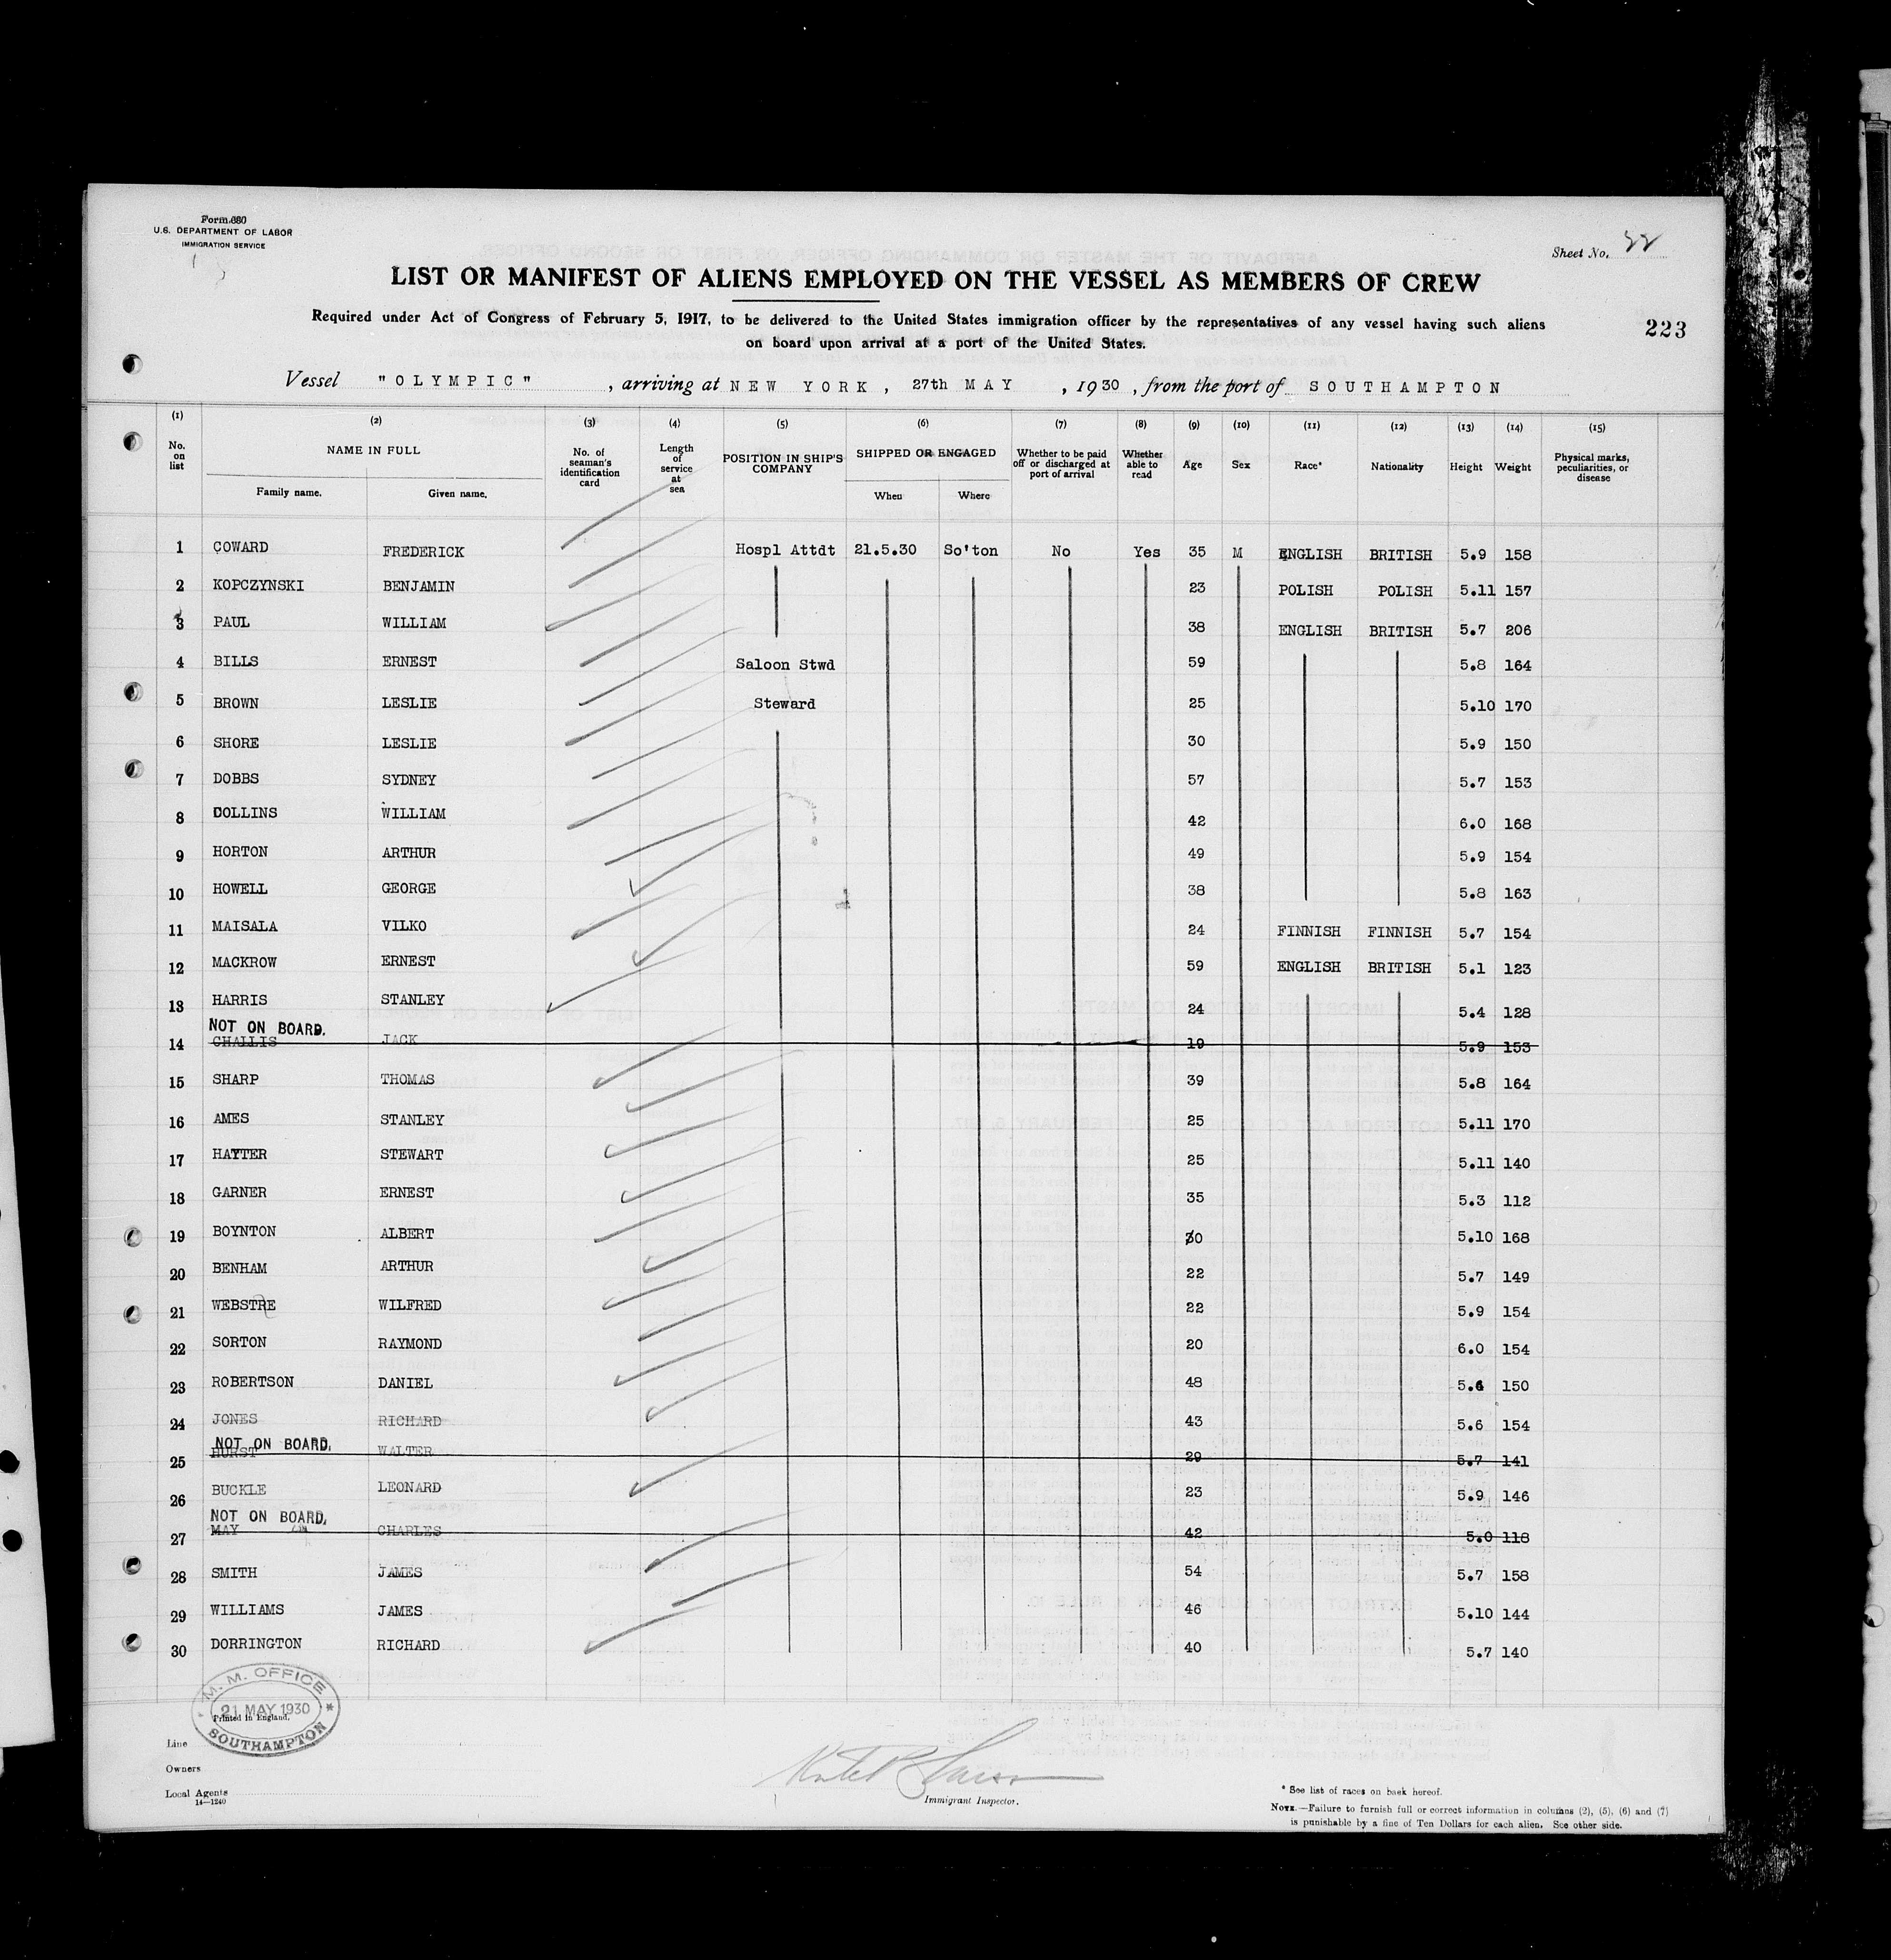 Form 680
U.S. DEPARTMENT OF LABOR
IMMIGRATION SERVICE
Sheet No. 22
LIST OR MANIFEST OF ALIENS EMPLOYED ON THE VESSEL AS MEMBERS OF CREW
Required under Act of Congress of February 5, 1917, to be delivered to the United States immigration officer by the representatives of any vessel having such aliens
on board upon arrival at a port of the United States.
223
Vessel "OLYMPIC", arriving at NEW YORK, 27th MAY, 1930, from the port of SOUTHAMPTON
(1) (2) (3) (4) (5) (6) (7) (8) (9) (10) (11) (12) (13) (14) (15)
No. on list
NAME IN FULL
Family name. Given name.
No. of seaman's identification card
Length of service at sea
POSITION IN SHIP'S COMPANY
SHIPPED OR ENGAGED
When Where
Whether to be paid off or discharged at port of arrival
Whether able to read
Age Sex Race* Nationality Height Weight
Physical marks, peculiarities, or disease
1 COWARD FREDERICK Hospl Attdt 21.5.30 So'ton No Yes 35 M ENGLISH BRITISH 5.9 158
2 KOPCZYNSKI BENJAMIN 23 POLISH POLISH 5.11 157
3 PAUL WILLIAM 38 ENGLISH BRITISH 5.7 206
4 BILLS ERNEST Saloon Stwd 59 5.8 164
5 BROWN LESLIE Steward 25 5.10 170
6 SHORE LESLIE 30 5.9 150
7 DOBBS SYDNEY 57 5.7 153
8 COLLINS WILLIAM 42 6.0 168
9 HORTON ARTHUR 49 5.9 154
10 HOWELL GEORGE 38 5.8 163
11 MAISALA VILKO 24 FINNISH FINNISH 5.7 154
12 MACKROW ERNEST 59 ENGLISH BRITISH 5.1 123
13 HARRIS STANLEY 24 5.4 128
NOT ON BOARD.
14 CHALLIS JACK 19 5.9 153
15 SHARP THOMAS 39 5.8 164
16 AMES STANLEY 25 5.11 170
17 HAYTER STEWART 25 5.11 140
18 GARNER ERNEST 35 5.3 112
19 BOYNTON ALBERT 30 5.10 168
20 BENHAM ARTHUR 22 5.7 149
21 WEBSTRE WILFRED 22 5.9 154
22 SORTON RAYMOND 20 6.0 154
23 ROBERTSON DANIEL 48 5.6 150
24 JONES RICHARD 43 5.6 154
NOT ON BOARD.
25 HURST WALTER 29 5.7 141
26 BUCKLE LEONARD 23 5.9 146
NOT ON BOARD.
27 MAY CHARLES 42 5.0 118
28 SMITH JAMES 54 5.7 158
29 WILLIAMS JAMES 46 5.10 144
30 DORRINGTON RICHARD 40 5.7 140
M. M. OFFICE
21 MAY 1930
Printed in England.
SOUTHAMPTON
Line
Owners
Local Agents
14—1240
Immigrant Inspector.
* See list of races on back hereof.
NOTE.—Failure to furnish full or correct information in columns (2), (5), (6) and (7)
is punishable by a fine of Ten Dollars for each alien. See other side.